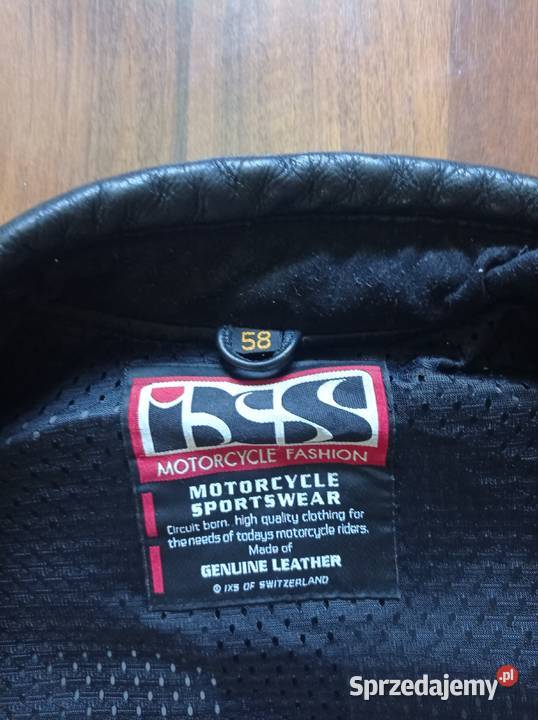 58
iXS
MOTORCYCLE FASHION
MOTORCYCLE
SPORTSWEAR
Circuit born, high quality clothing for
the needs of todays motorcycle riders.
Made of
GENUINE LEATHER
© IXS OF SWITZERLAND
Sprzedajemy.pl